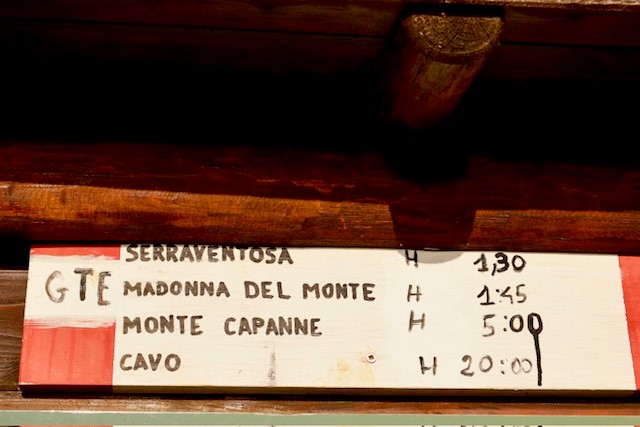 SERRAVENTOSA H 1,30
GTE MADONNA DEL MONTE H 1:45
MONTE CAPANNE H 5:00
CAVO H 20:00